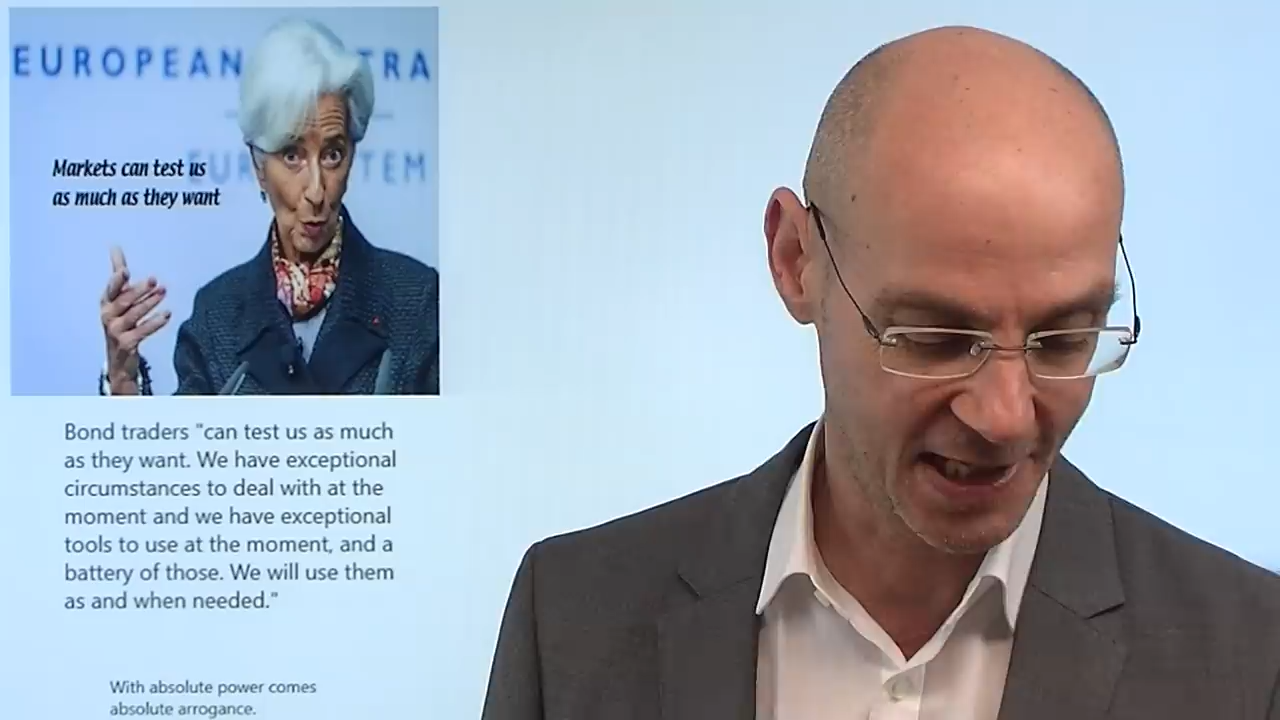 EUROPEAN TRA
EUR TEM
Markets can test us
as much as they want
Bond traders "can test us as much
as they want. We have exceptional
circumstances to deal with at the
moment and we have exceptional
tools to use at the moment, and a
battery of those. We will use them
as and when needed."
With absolute power comes
absolute arrogance.